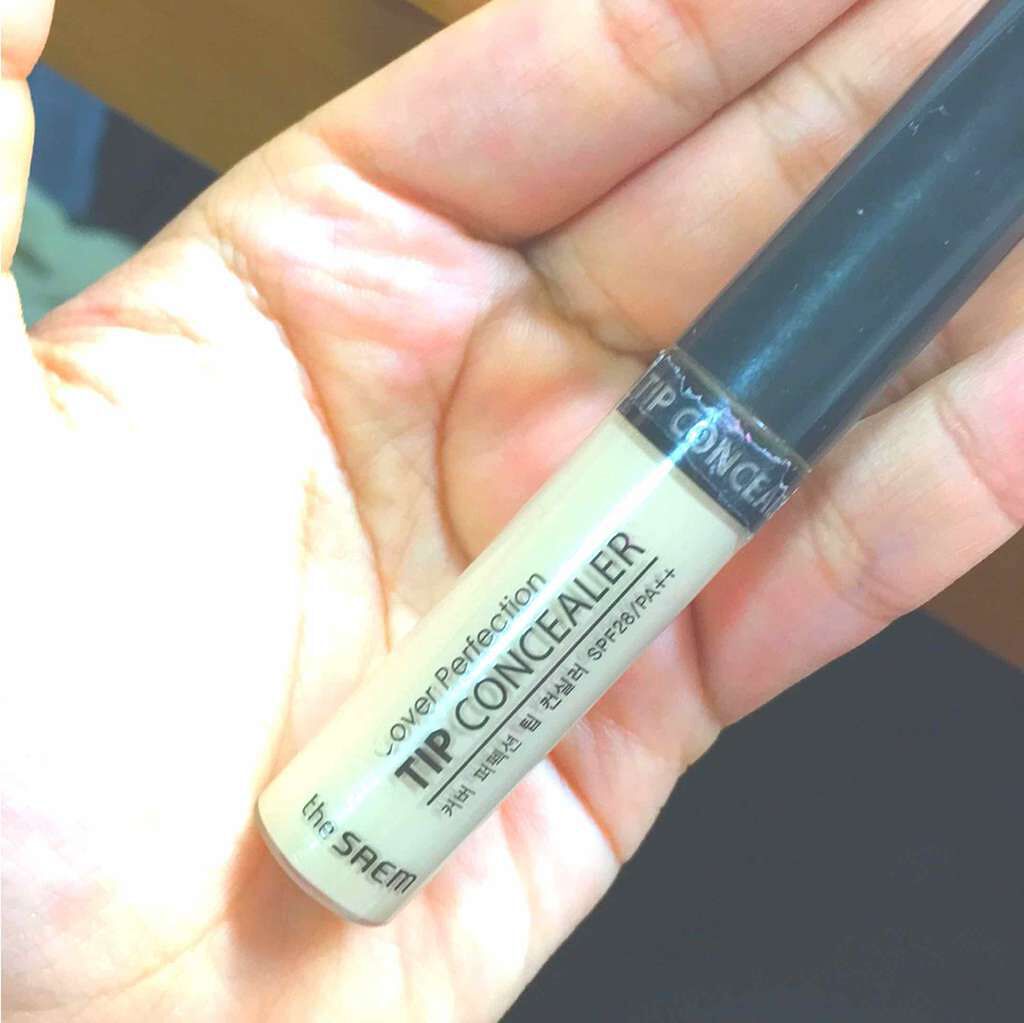 TIP CONCEA
Cover Perfection
TIP CONCEALER
커버 퍼펙션 팁 컨실러 SPF28/PA++
the SAEM